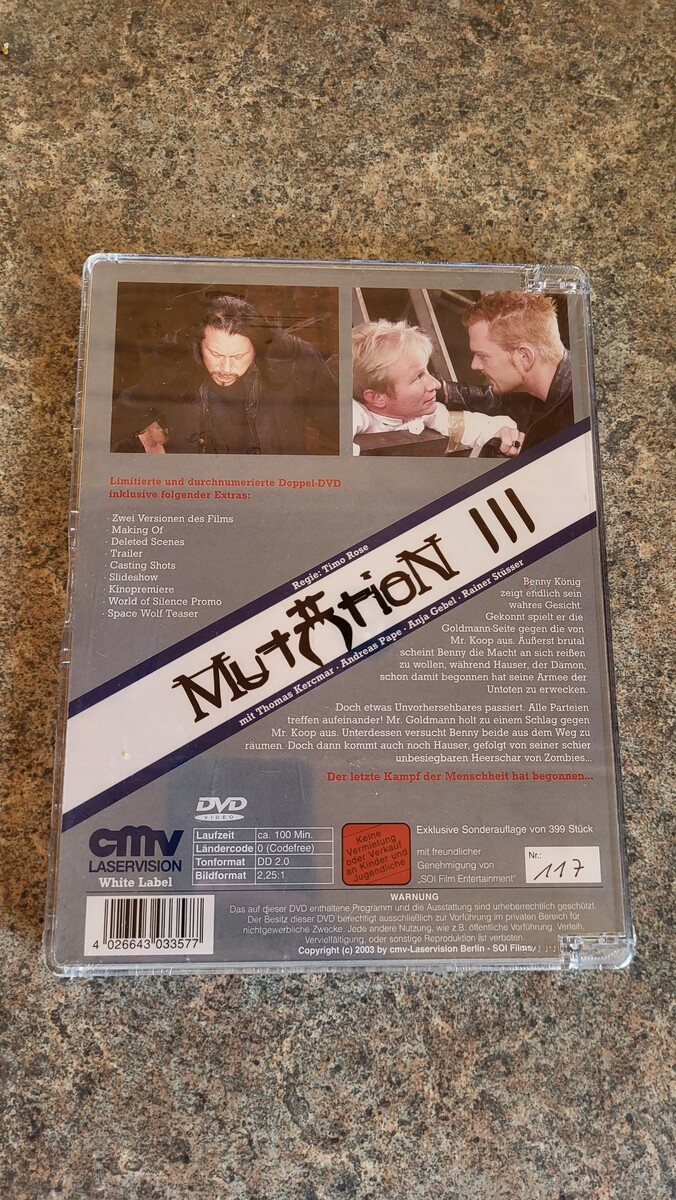 Limitierte und durchnumerierte Doppel-DVD
inklusive folgender Extras:
· Zwei Versionen des Films
· Making Of
· Deleted Scenes
· Trailer
· Casting Shots
· Slideshow
· Kinopremiere
· World of Silence Promo
· Space Wolf Teaser
Regie: Timo Rose
MutAtioN III
mit Thomas Kercmar · Andreas Pape · Anja Gebel · Rainer Stüsser
Benny König
zeigt endlich sein
wahres Gesicht.
Gekonnt spielt er die
Goldmann-Seite gegen die von
Mr. Koop aus. Äußerst brutal
scheint Benny die Macht an sich reißen
zu wollen, während Hauser, der Dämon,
schon damit begonnen hat seine Armee der
Untoten zu erwecken.
Doch etwas Unvorhersehbares passiert. Alle Parteien
treffen aufeinander! Mr. Goldmann holt zu einem Schlag gegen
Mr. Koop aus. Unterdessen versucht Benny beide aus dem Weg zu
räumen. Doch dann kommt auch noch Hauser, gefolgt von seiner schier
unbesiegbaren Heerschar von Zombies...
Der letzte Kampf der Menschheit hat begonnen...
DVD
VIDEO
cmv
LASERVISION
White Label
Laufzeit ca. 100 Min.
Ländercode 0 (Codefree)
Tonformat DD 2.0
Bildformat 2,25:1
Keine
Vermietung
oder Verkauf
an Kinder und
Jugendliche
Exklusive Sonderauflage von 399 Stück
mit freundlicher
Genehmigung von
„SOI Film Entertainment"
Nr.:
117
WARNUNG
Das auf dieser DVD enthaltene Programm und die Ausstattung sind urheberrechtlich geschützt.
Der Besitz dieser DVD berechtigt ausschließlich zur Vorführung im privaten Bereich für
nichtgewerbliche Zwecke. Jede andere Nutzung, wie z.B. öffentliche Vorführung, Verleih,
Vervielfältigung, oder sonstige Reproduktion ist verboten.
Copyright (c) 2003 by cmv-Laservision Berlin - SOI Films
4 026643 033577